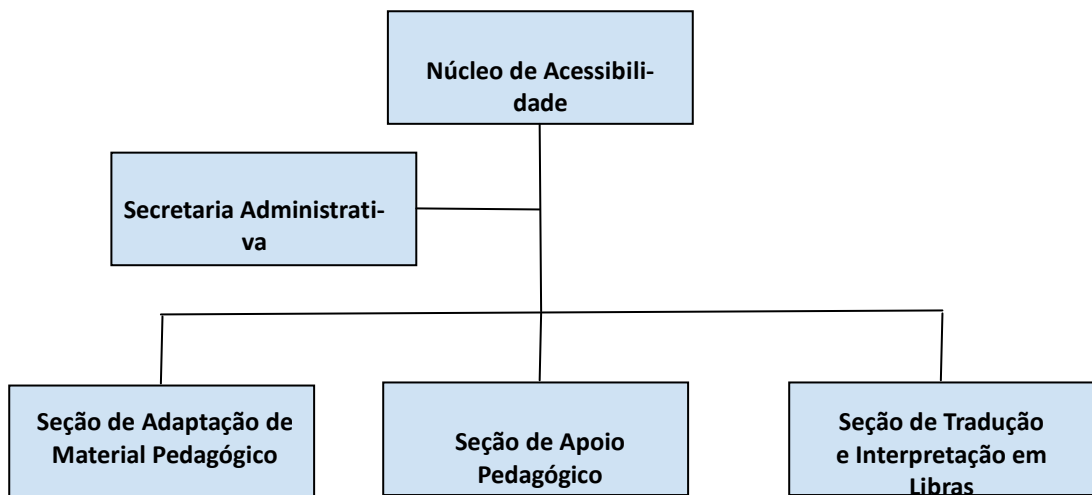 Núcleo de Acessibili-
dade
Secretaria Administrati-
va
Seção de Adaptação de
Material Pedagógico
Seção de Apoio
Pedagógico
Seção de Tradução
e Interpretação em
Libras